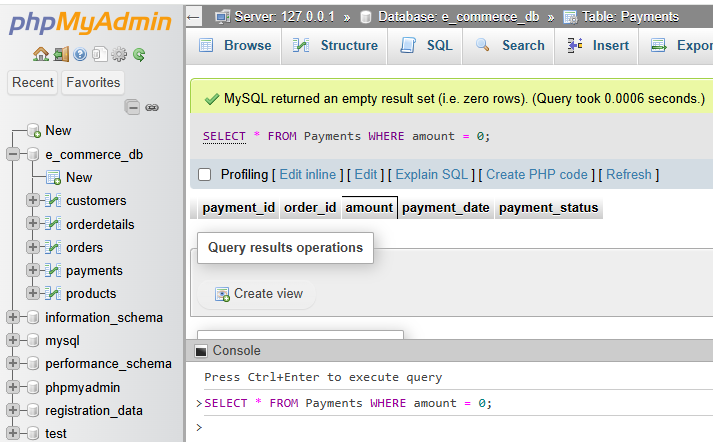 phpMyAdmin
Recent Favorites
New
e_commerce_db
New
customers
orderdetails
orders
payments
products
information_schema
mysql
performance_schema
phpmyadmin
registration_data
test
Server: 127.0.0.1 » Database: e_commerce_db » Table: Payments
Browse Structure SQL Search Insert Expor
MySQL returned an empty result set (i.e. zero rows). (Query took 0.0006 seconds.)
SELECT * FROM Payments WHERE amount = 0;
Profiling [ Edit inline ] [ Edit ] [ Explain SQL ] [ Create PHP code ] [ Refresh ]
payment_id order_id amount payment_date payment_status
Query results operations
Create view
Console
Press Ctrl+Enter to execute query
>SELECT * FROM Payments WHERE amount = 0;
>